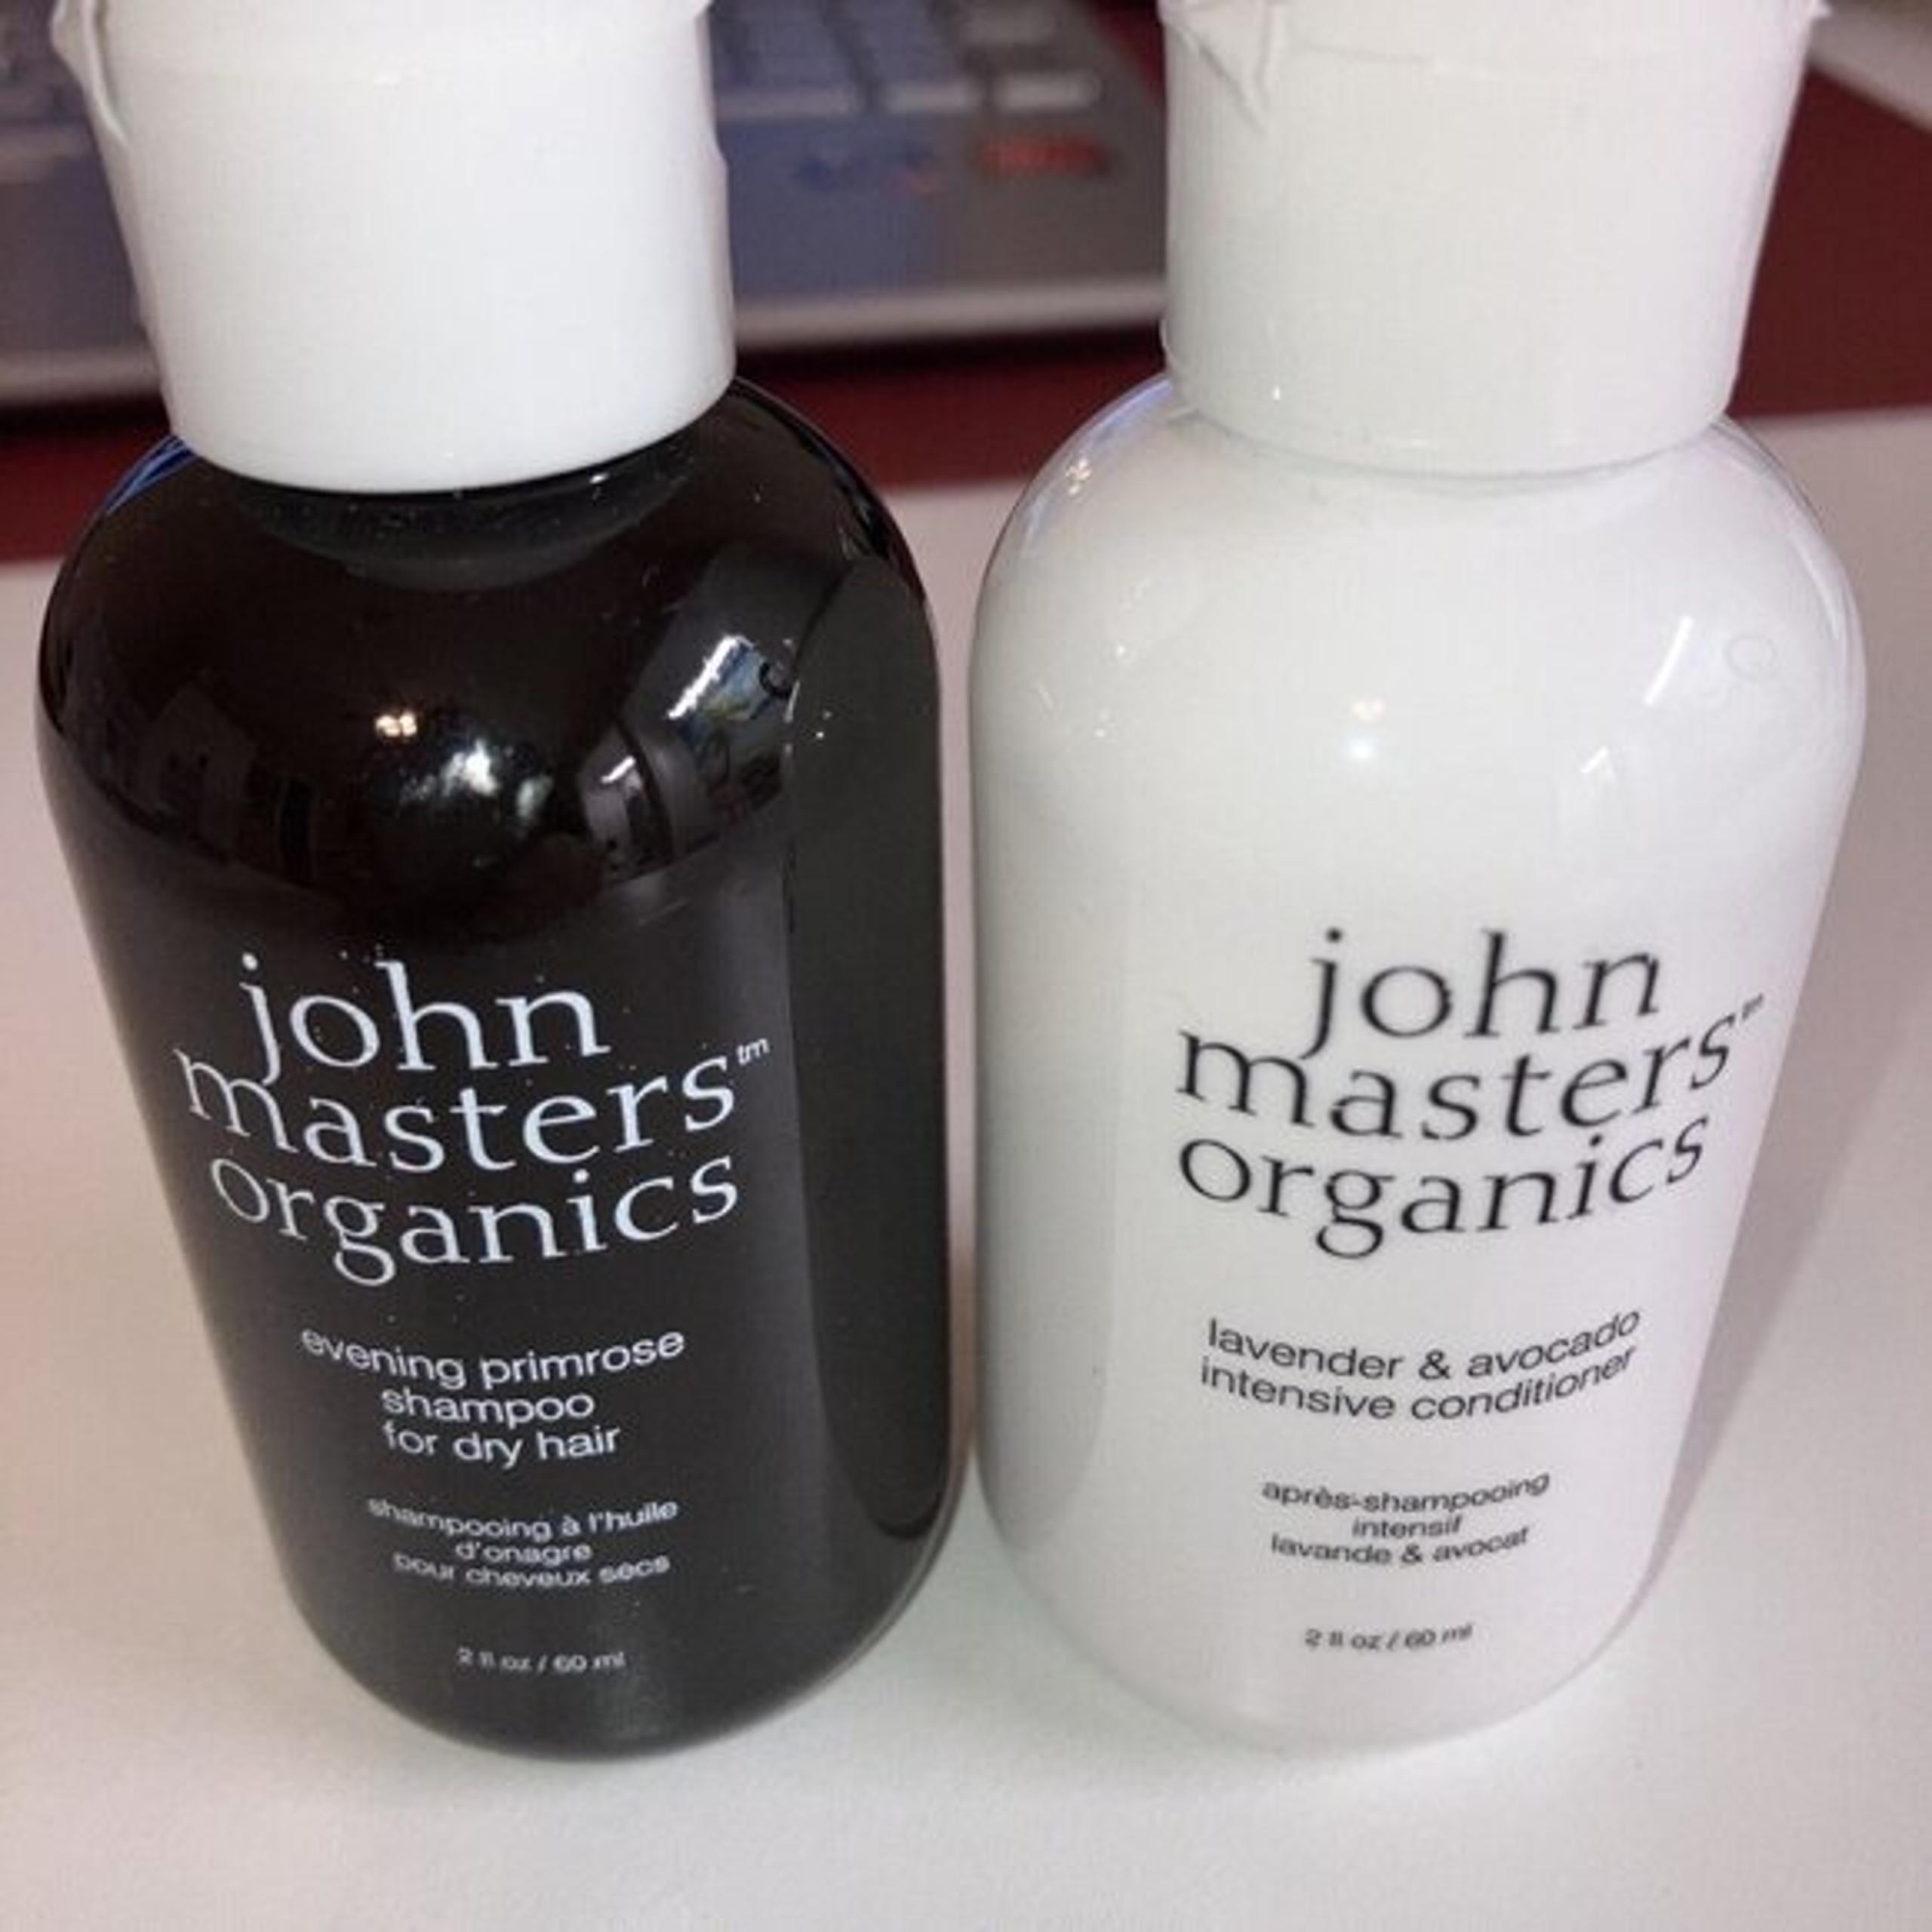 john
masters™
organics
evening primrose
shampoo
for dry hair
shampooing à l'huile
d'onagre
pour cheveux secs
2 fl oz / 60 ml
john
masters™
organics
lavender & avocado
intensive conditioner
après-shampooing
intensif
lavande & avocat
2 fl oz / 60 ml